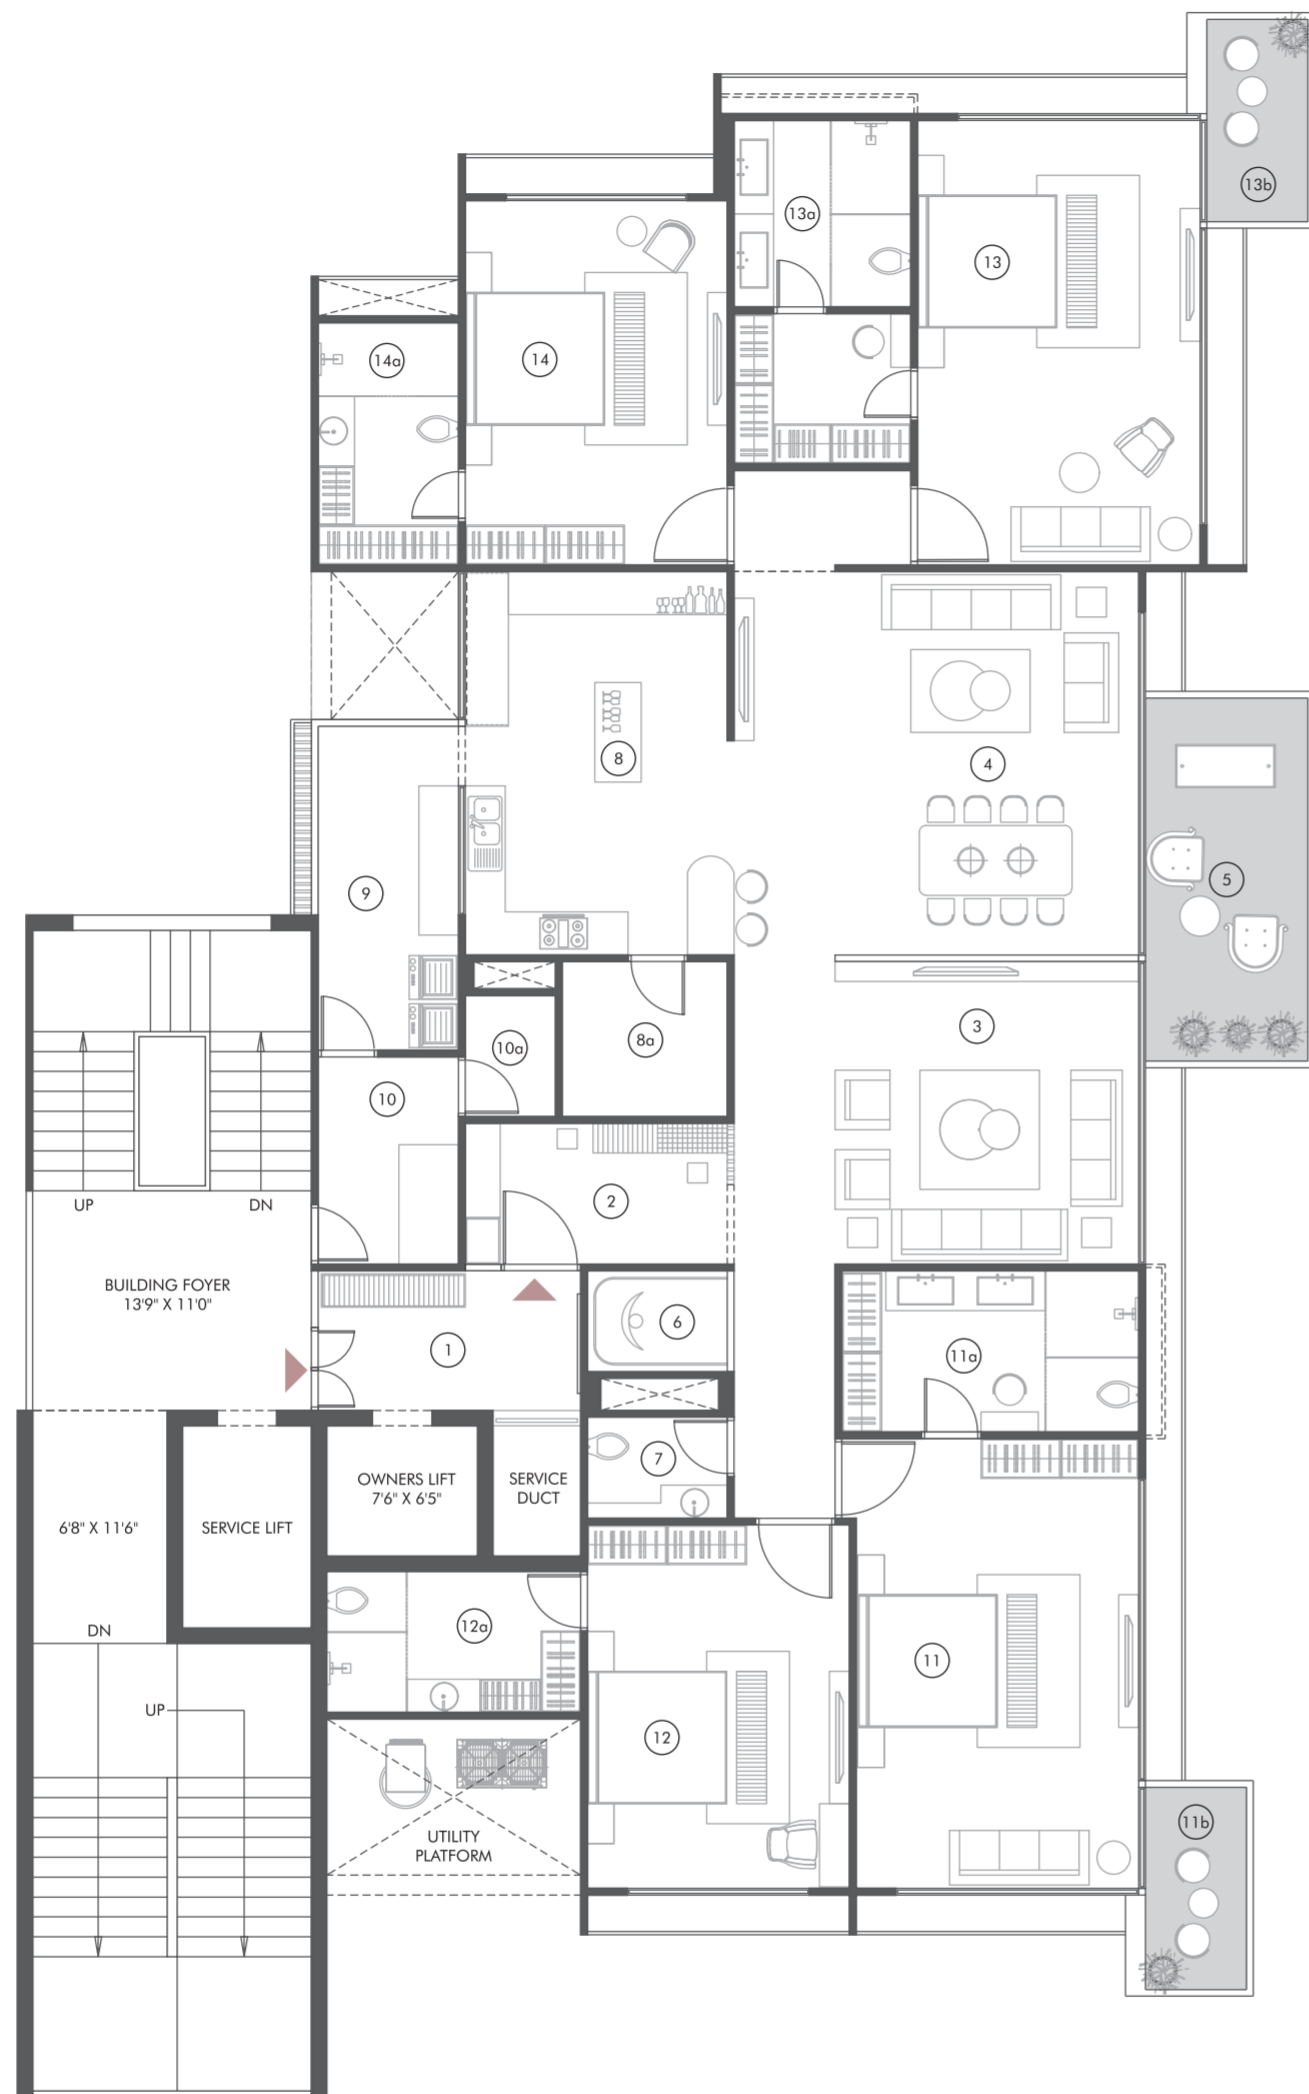 13b
13a
13
14a
14
8
4
9
5
3
10a
8a
10
2
UP
DN
BUILDING FOYER
13'9" X 11'0"
6
1
11a
7
OWNERS LIFT
7'6" X 6'5"
SERVICE
DUCT
6'8" X 11'6"
SERVICE LIFT
12a
DN
11
UP
12
11b
UTILITY
PLATFORM